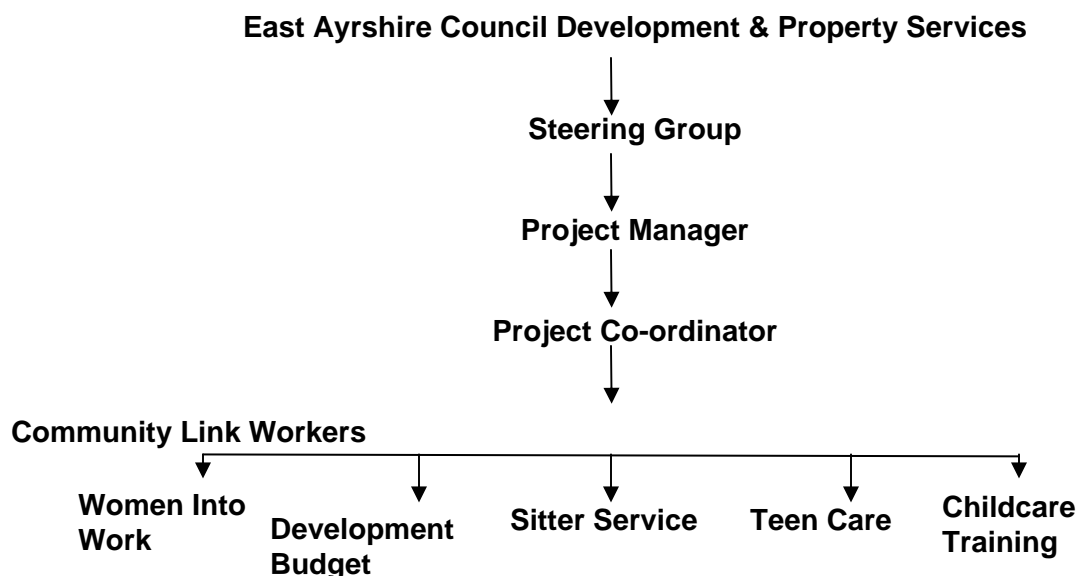 East Ayrshire Council Development & Property Services
Steering Group
Project Manager
Project Co-ordinator
Community Link Workers
Women Into
Work
Development
Budget
Sitter Service
Teen Care
Childcare
Training